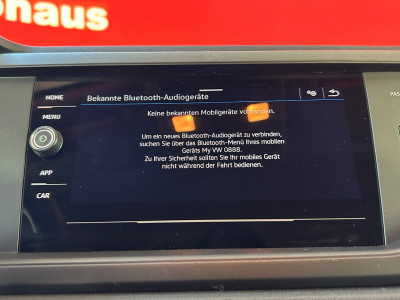 ohaus
HOME
Bekannte Bluetooth-Audiogeräte
MENU
Keine bekannten Mobilgeräte vorhanden.
Um ein neues Bluetooth-Audiogerät zu verbinden,
suchen Sie über das Bluetooth-Menü Ihres mobilen
Geräts My VW 0888.
Zu Ihrer Sicherheit sollten Sie Ihr mobiles Gerät
nicht während der Fahrt bedienen.
APP
CAR
PAS